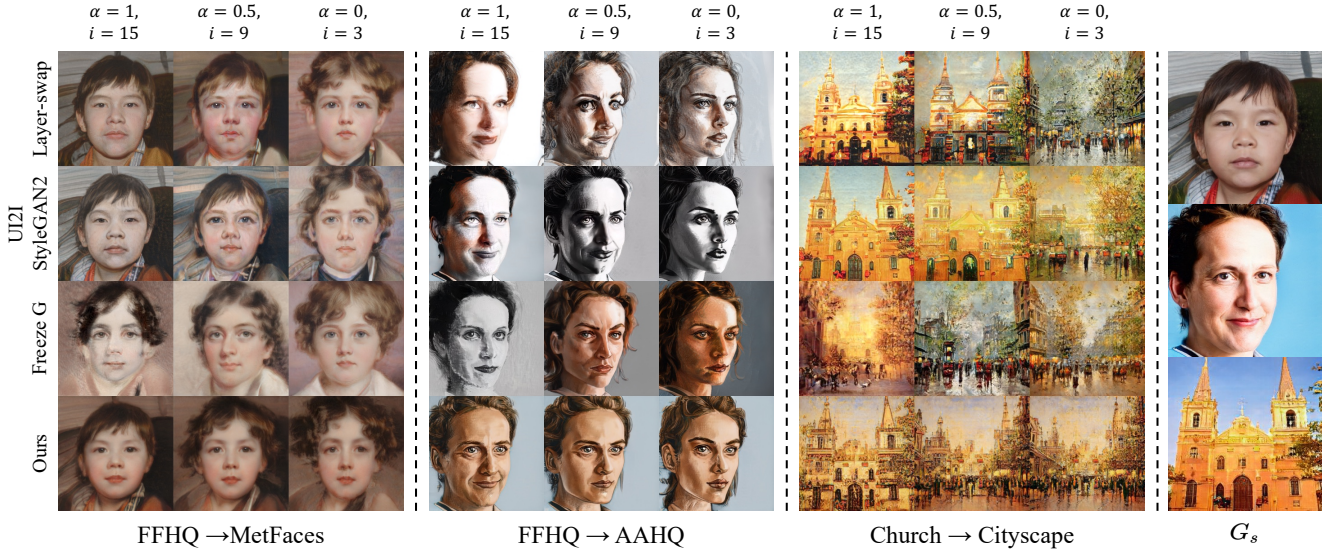 α = 1,
i = 15
α = 0.5,
i = 9
α = 0,
i = 3
α = 1,
i = 15
α = 0.5,
i = 9
α = 0,
i = 3
α = 1,
i = 15
α = 0.5,
i = 9
α = 0,
i = 3
Layer-swap
UI2I
StyleGAN2
Freeze G
Ours
FFHQ →MetFaces
FFHQ → AAHQ
Church → Cityscape
Gₛ